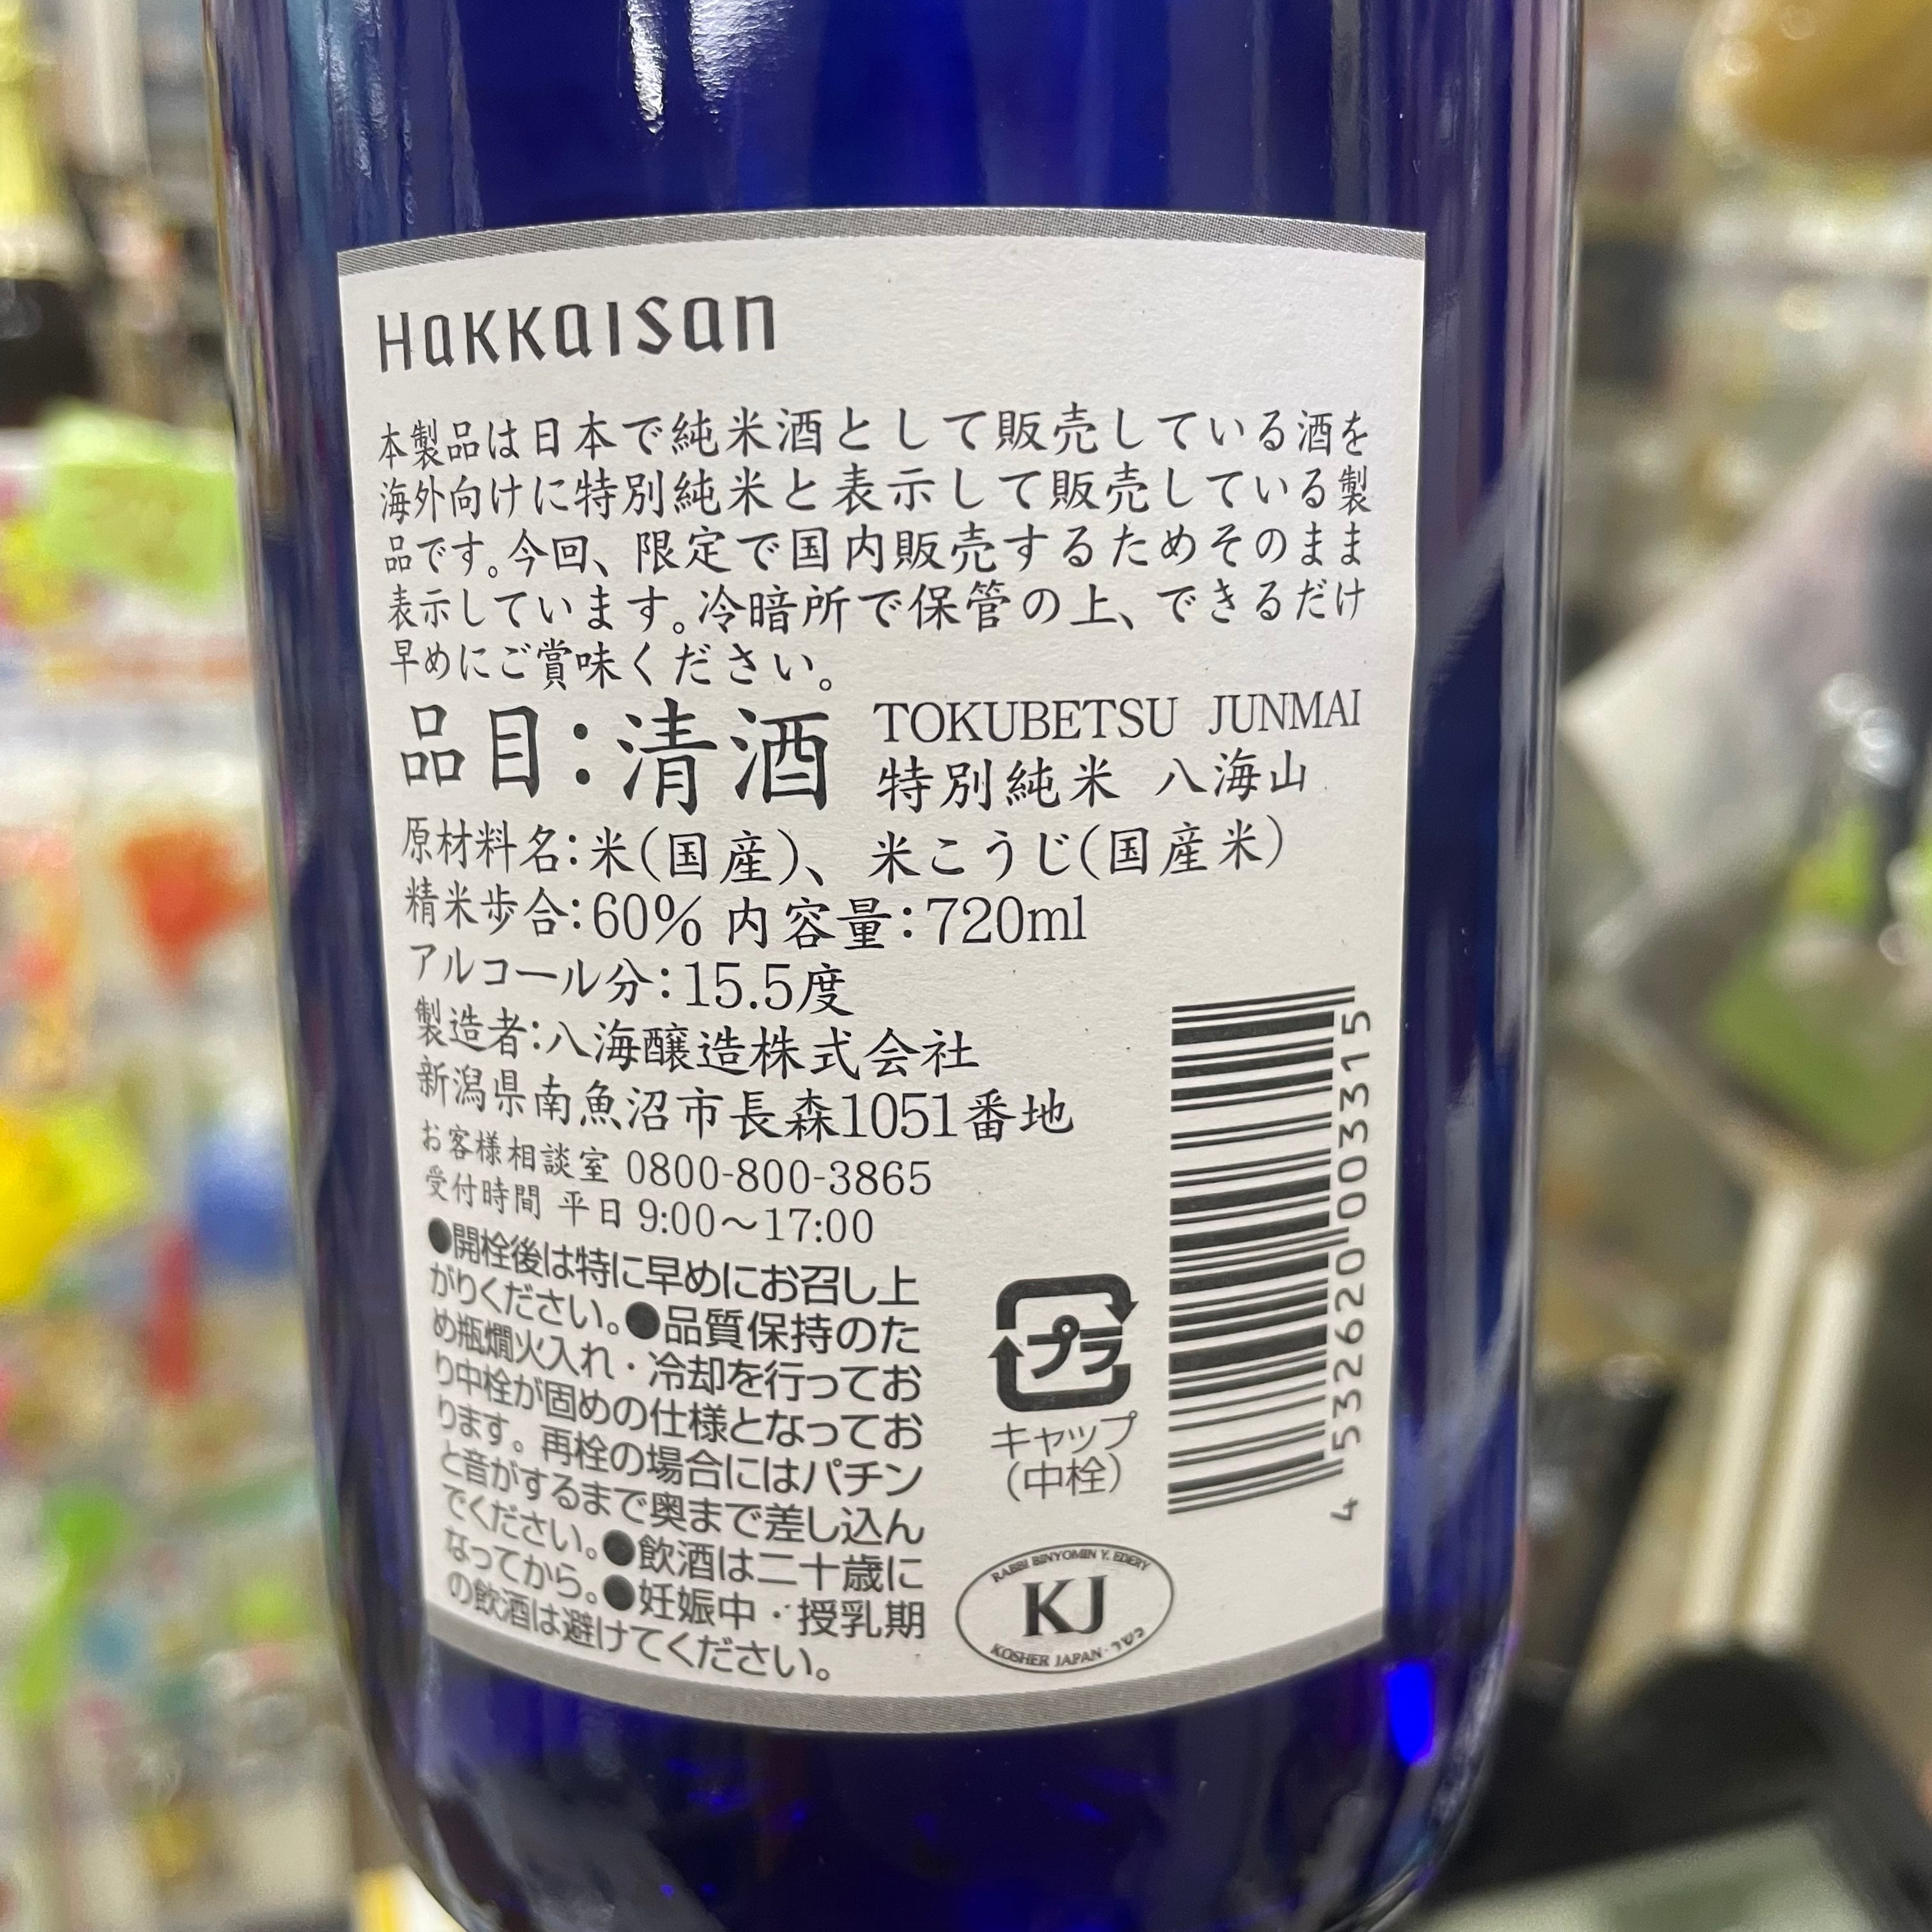 Hakkaisan
本製品は日本で純米酒として販売している酒を
海外向けに特別純米と表示して販売している製
品です。今回、限定で国内販売するためそのまま
表示しています。冷暗所で保管の上、できるだけ
早めにご賞味ください。
品目：清酒 TOKUBETSU JUNMAI
特別純米 八海山
原材料名：米（国産）、米こうじ（国産米）
精米歩合：60% 内容量：720ml
アルコール分：15.5度
製造者：八海醸造株式会社
新潟県南魚沼市長森1051番地
お客様相談室 0800-800-3865
受付時間 平日 9:00～17:00
●開栓後は特に早めにお召し上
がりください。●品質保持のた
め瓶燗火入れ・冷却を行ってお
り中栓が固めの仕様となってお
ります。再栓の場合にはパチン
と音がするまで奥まで差し込ん
でください。●飲酒は二十歳に
なってから。●妊娠中・授乳期
の飲酒は避けてください。
プラ
キャップ
（中栓）
RABBI BINYOMIN Y. EDERY
KJ
KOSHER JAPAN・כשר
4 532620 003315